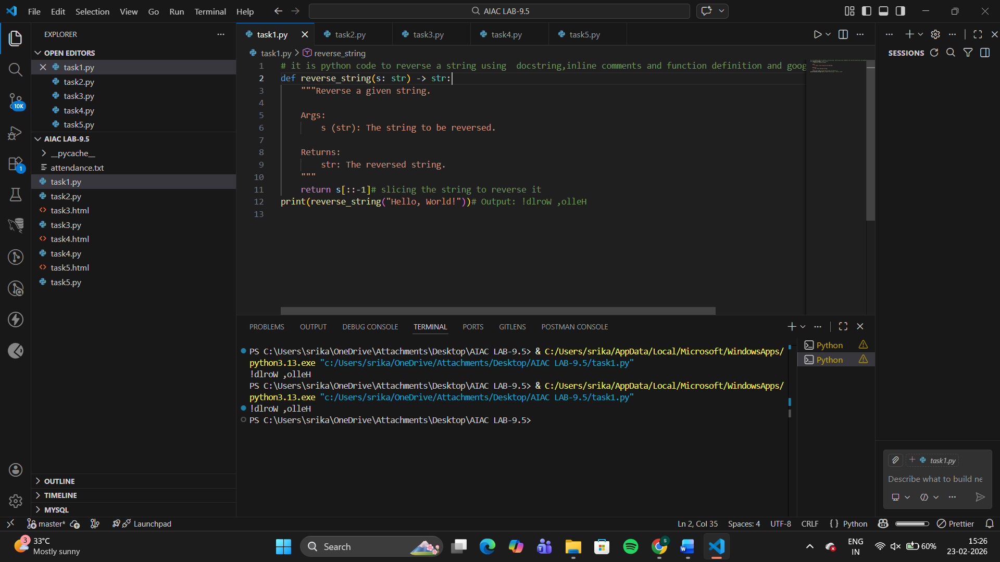 File Edit Selection View Go Run Terminal Help
AIAC LAB-9.5
EXPLORER
OPEN EDITORS
task1.py
task2.py
task3.py
task4.py
task5.py
AIAC LAB-9.5
__pycache__
attendance.txt
task1.py
task2.py
task3.html
task3.py
task4.html
task4.py
task5.html
task5.py
OUTLINE
TIMELINE
MYSQL
10K
1
task1.py task2.py task3.py task4.py task5.py
task1.py > reverse_string
1 # it is python code to reverse a string using  docstring,inline comments and function definition and goog
2 def reverse_string(s: str) -> str:
3 """Reverse a given string.
4
5 Args:
6 s (str): The string to be reversed.
7
8 Returns:
9 str: The reversed string.
10 """
11 return s[::-1]# slicing the string to reverse it
12 print(reverse_string("Hello, World!"))# Output: !dlroW ,olleH
13
PROBLEMS OUTPUT DEBUG CONSOLE TERMINAL PORTS GITLENS POSTMAN CONSOLE
PS C:\Users\srika\OneDrive\Attachments\Desktop\AIAC LAB-9.5> & C:/Users/srika/AppData/Local/Microsoft/WindowsApps/
python3.13.exe "c:/Users/srika/OneDrive/Attachments/Desktop/AIAC LAB-9.5/task1.py"
!dlroW ,olleH
PS C:\Users\srika\OneDrive\Attachments\Desktop\AIAC LAB-9.5> & C:/Users/srika/AppData/Local/Microsoft/WindowsApps/
python3.13.exe "c:/Users/srika/OneDrive/Attachments/Desktop/AIAC LAB-9.5/task1.py"
!dlroW ,olleH
PS C:\Users\srika\OneDrive\Attachments\Desktop\AIAC LAB-9.5>
Python
Python
SESSIONS
task1.py
Describe what to build ne
master* Launchpad
Ln 2, Col 35 Spaces: 4 UTF-8 CRLF { } Python Prettier
3
33°C
Mostly sunny
Search
S
ENG
IN
60%
15:26
23-02-2026